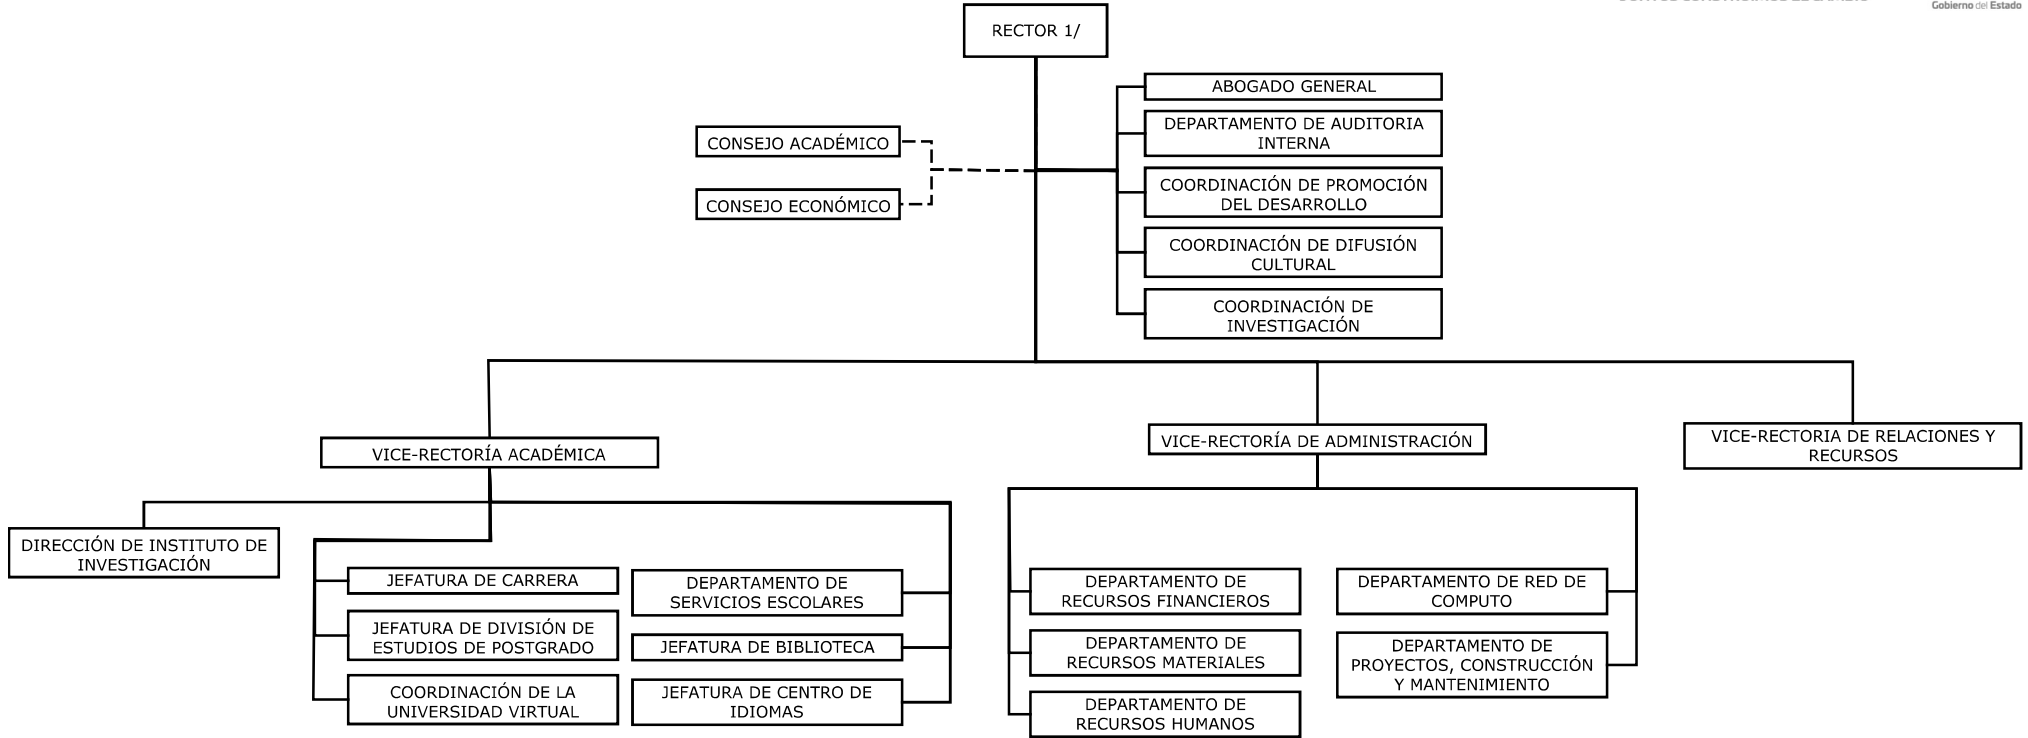 Gobierno del Estado
RECTOR 1/
ABOGADO GENERAL
DEPARTAMENTO DE AUDITORIA
INTERNA
CONSEJO ACADÉMICO
COORDINACIÓN DE PROMOCIÓN
DEL DESARROLLO
CONSEJO ECONÓMICO
COORDINACIÓN DE DIFUSIÓN
CULTURAL
COORDINACIÓN DE
INVESTIGACIÓN
VICE-RECTORÍA ACADÉMICA
VICE-RECTORÍA DE ADMINISTRACIÓN
VICE-RECTORIA DE RELACIONES Y
RECURSOS
DIRECCIÓN DE INSTITUTO DE
INVESTIGACIÓN
JEFATURA DE CARRERA
JEFATURA DE DIVISIÓN DE
ESTUDIOS DE POSTGRADO
COORDINACIÓN DE LA
UNIVERSIDAD VIRTUAL
DEPARTAMENTO DE
SERVICIOS ESCOLARES
JEFATURA DE BIBLIOTECA
JEFATURA DE CENTRO DE
IDIOMAS
DEPARTAMENTO DE
RECURSOS FINANCIEROS
DEPARTAMENTO DE
RECURSOS MATERIALES
DEPARTAMENTO DE
RECURSOS HUMANOS
DEPARTAMENTO DE RED DE
COMPUTO
DEPARTAMENTO DE
PROYECTOS, CONSTRUCCIÓN
Y MANTENIMIENTO